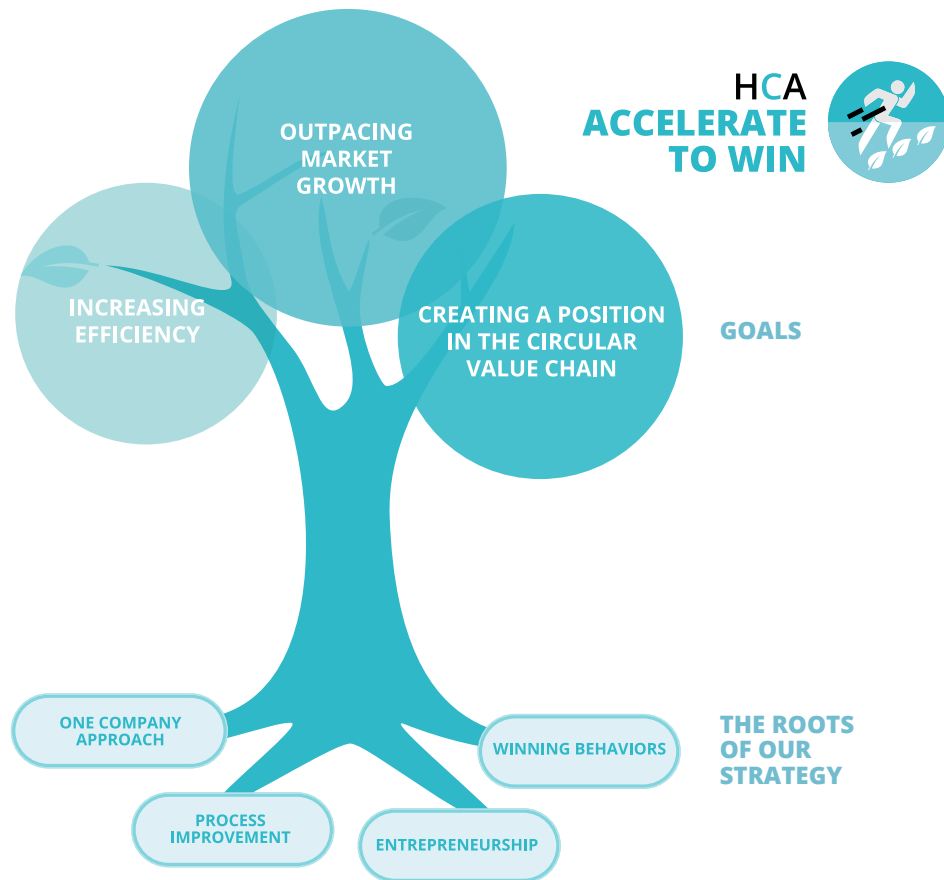 HCA
ACCELERATE
TO WIN
OUTPACING
MARKET
GROWTH
INCREASING
EFFICIENCY
CREATING A POSITION
IN THE CIRCULAR
VALUE CHAIN
GOALS
ONE COMPANY
APPROACH
PROCESS
IMPROVEMENT
ENTREPRENEURSHIP
WINNING BEHAVIORS
THE ROOTS
OF OUR
STRATEGY